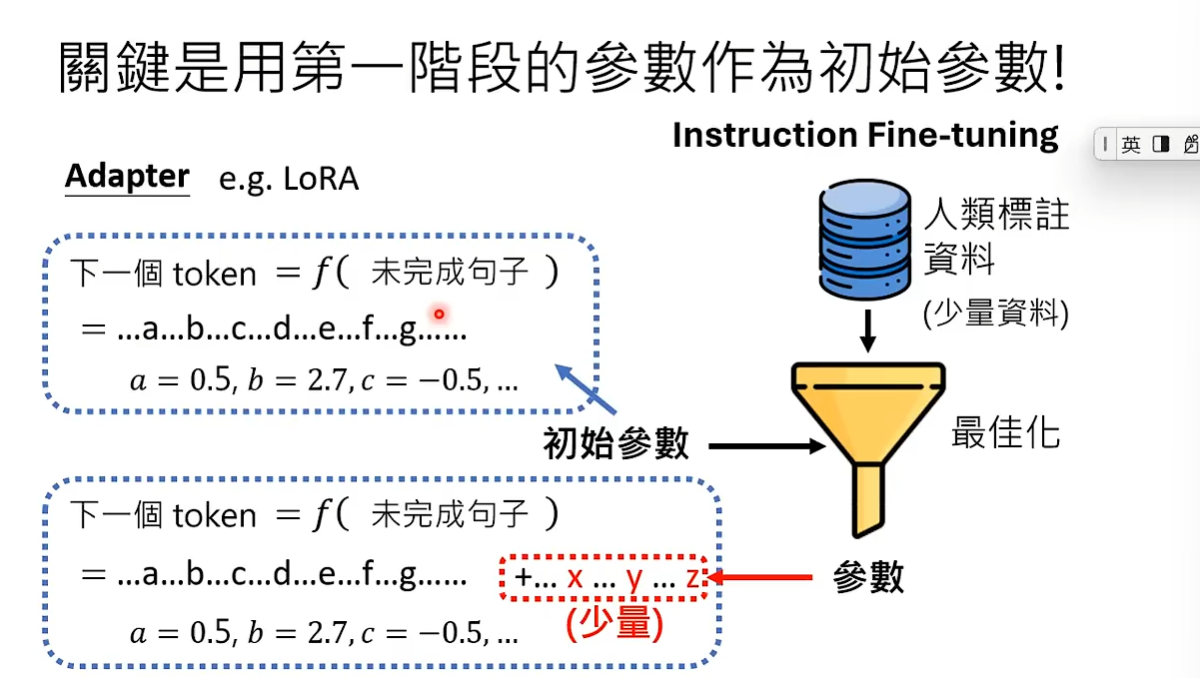 關鍵是用第一階段的參數作為初始參數!
Instruction Fine-tuning
英
Adapter e.g. LoRA
人類標註
資料
(少量資料)
下一個 token = f( 未完成句子 )
= …a…b…c…d…e…f…g……
a = 0.5, b = 2.7, c = −0.5, …
初始參數
最佳化
下一個 token = f( 未完成句子 )
= …a…b…c…d…e…f…g…… +… x … y … z
(少量)
參數
a = 0.5, b = 2.7, c = −0.5, …